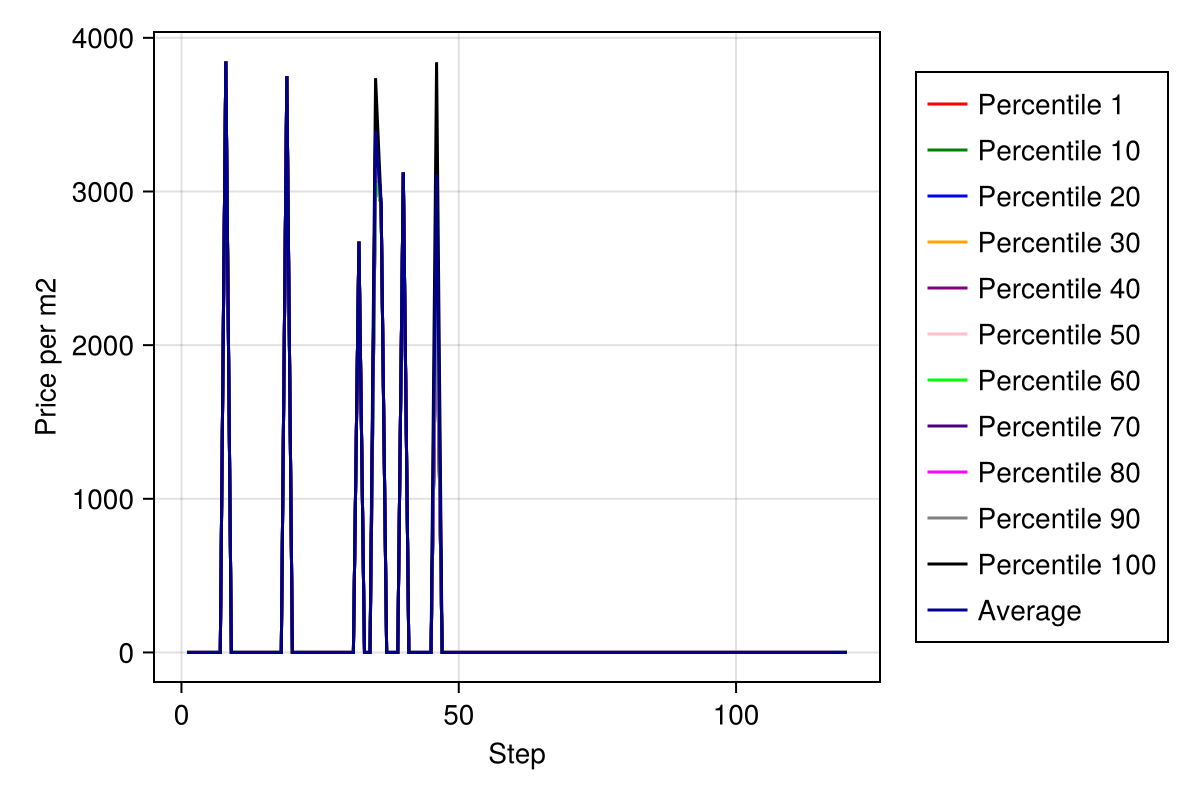 4000
3000
2000
1000
0
Price per m2
0
50
100
Step
Percentile 1
Percentile 10
Percentile 20
Percentile 30
Percentile 40
Percentile 50
Percentile 60
Percentile 70
Percentile 80
Percentile 90
Percentile 100
Average